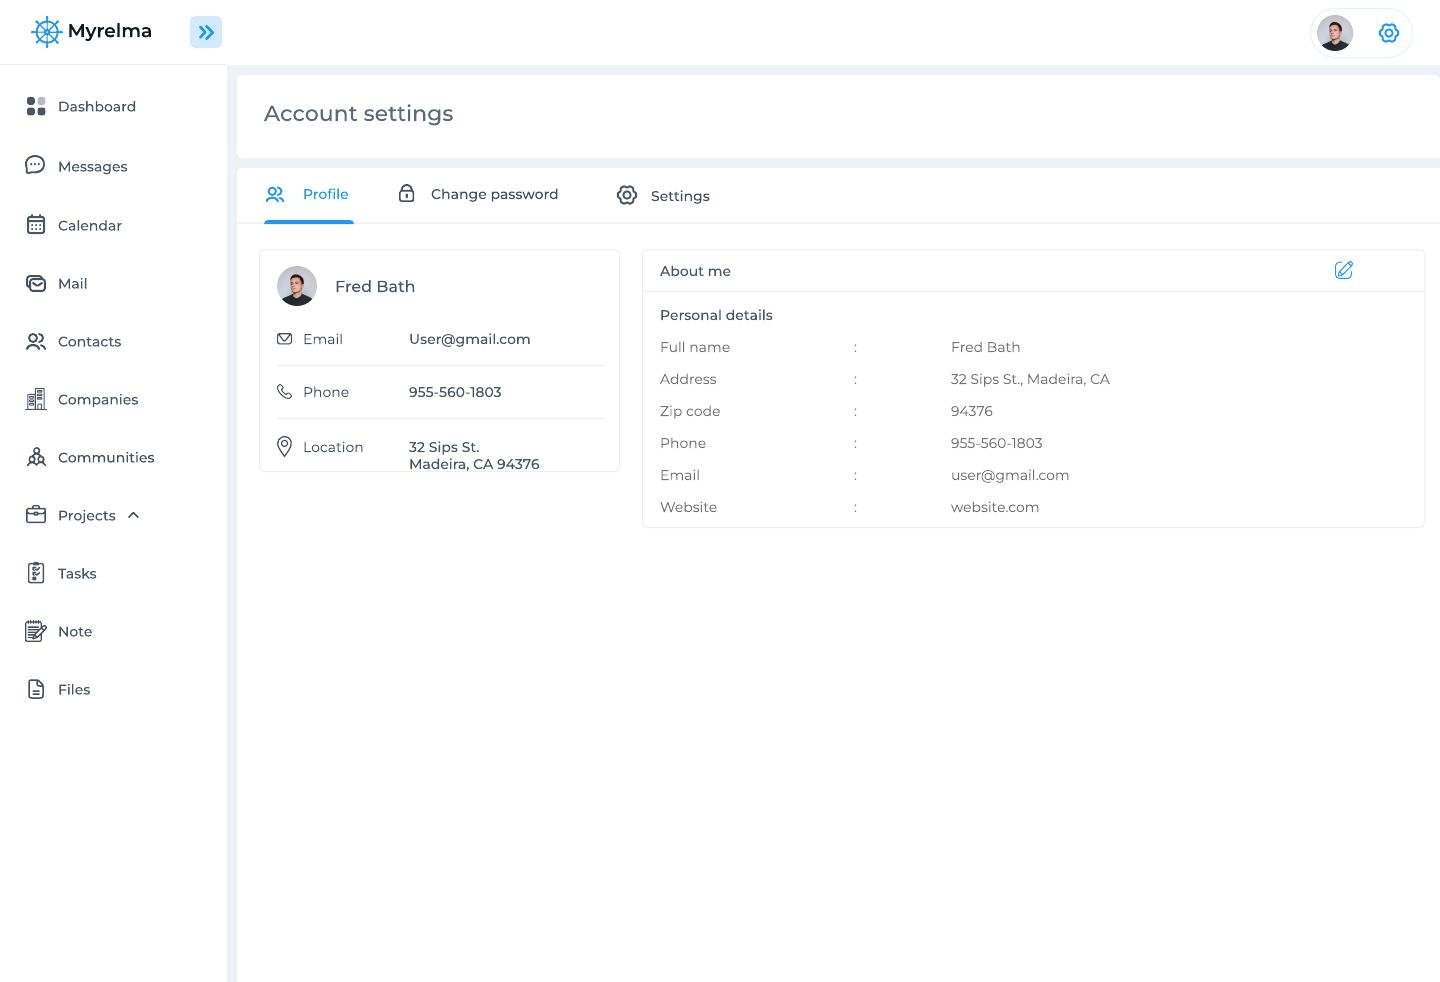 Myrelma
Dashboard
Messages
Calendar
Mail
Contacts
Companies
Communities
Projects
Tasks
Note
Files
Account settings
Profile
Change password
Settings
Fred Bath
Email User@gmail.com
Phone 955-560-1803
Location 32 Sips St.
Madeira, CA 94376
About me
Personal details
Full name : Fred Bath
Address : 32 Sips St., Madeira, CA
Zip code : 94376
Phone : 955-560-1803
Email : user@gmail.com
Website : website.com